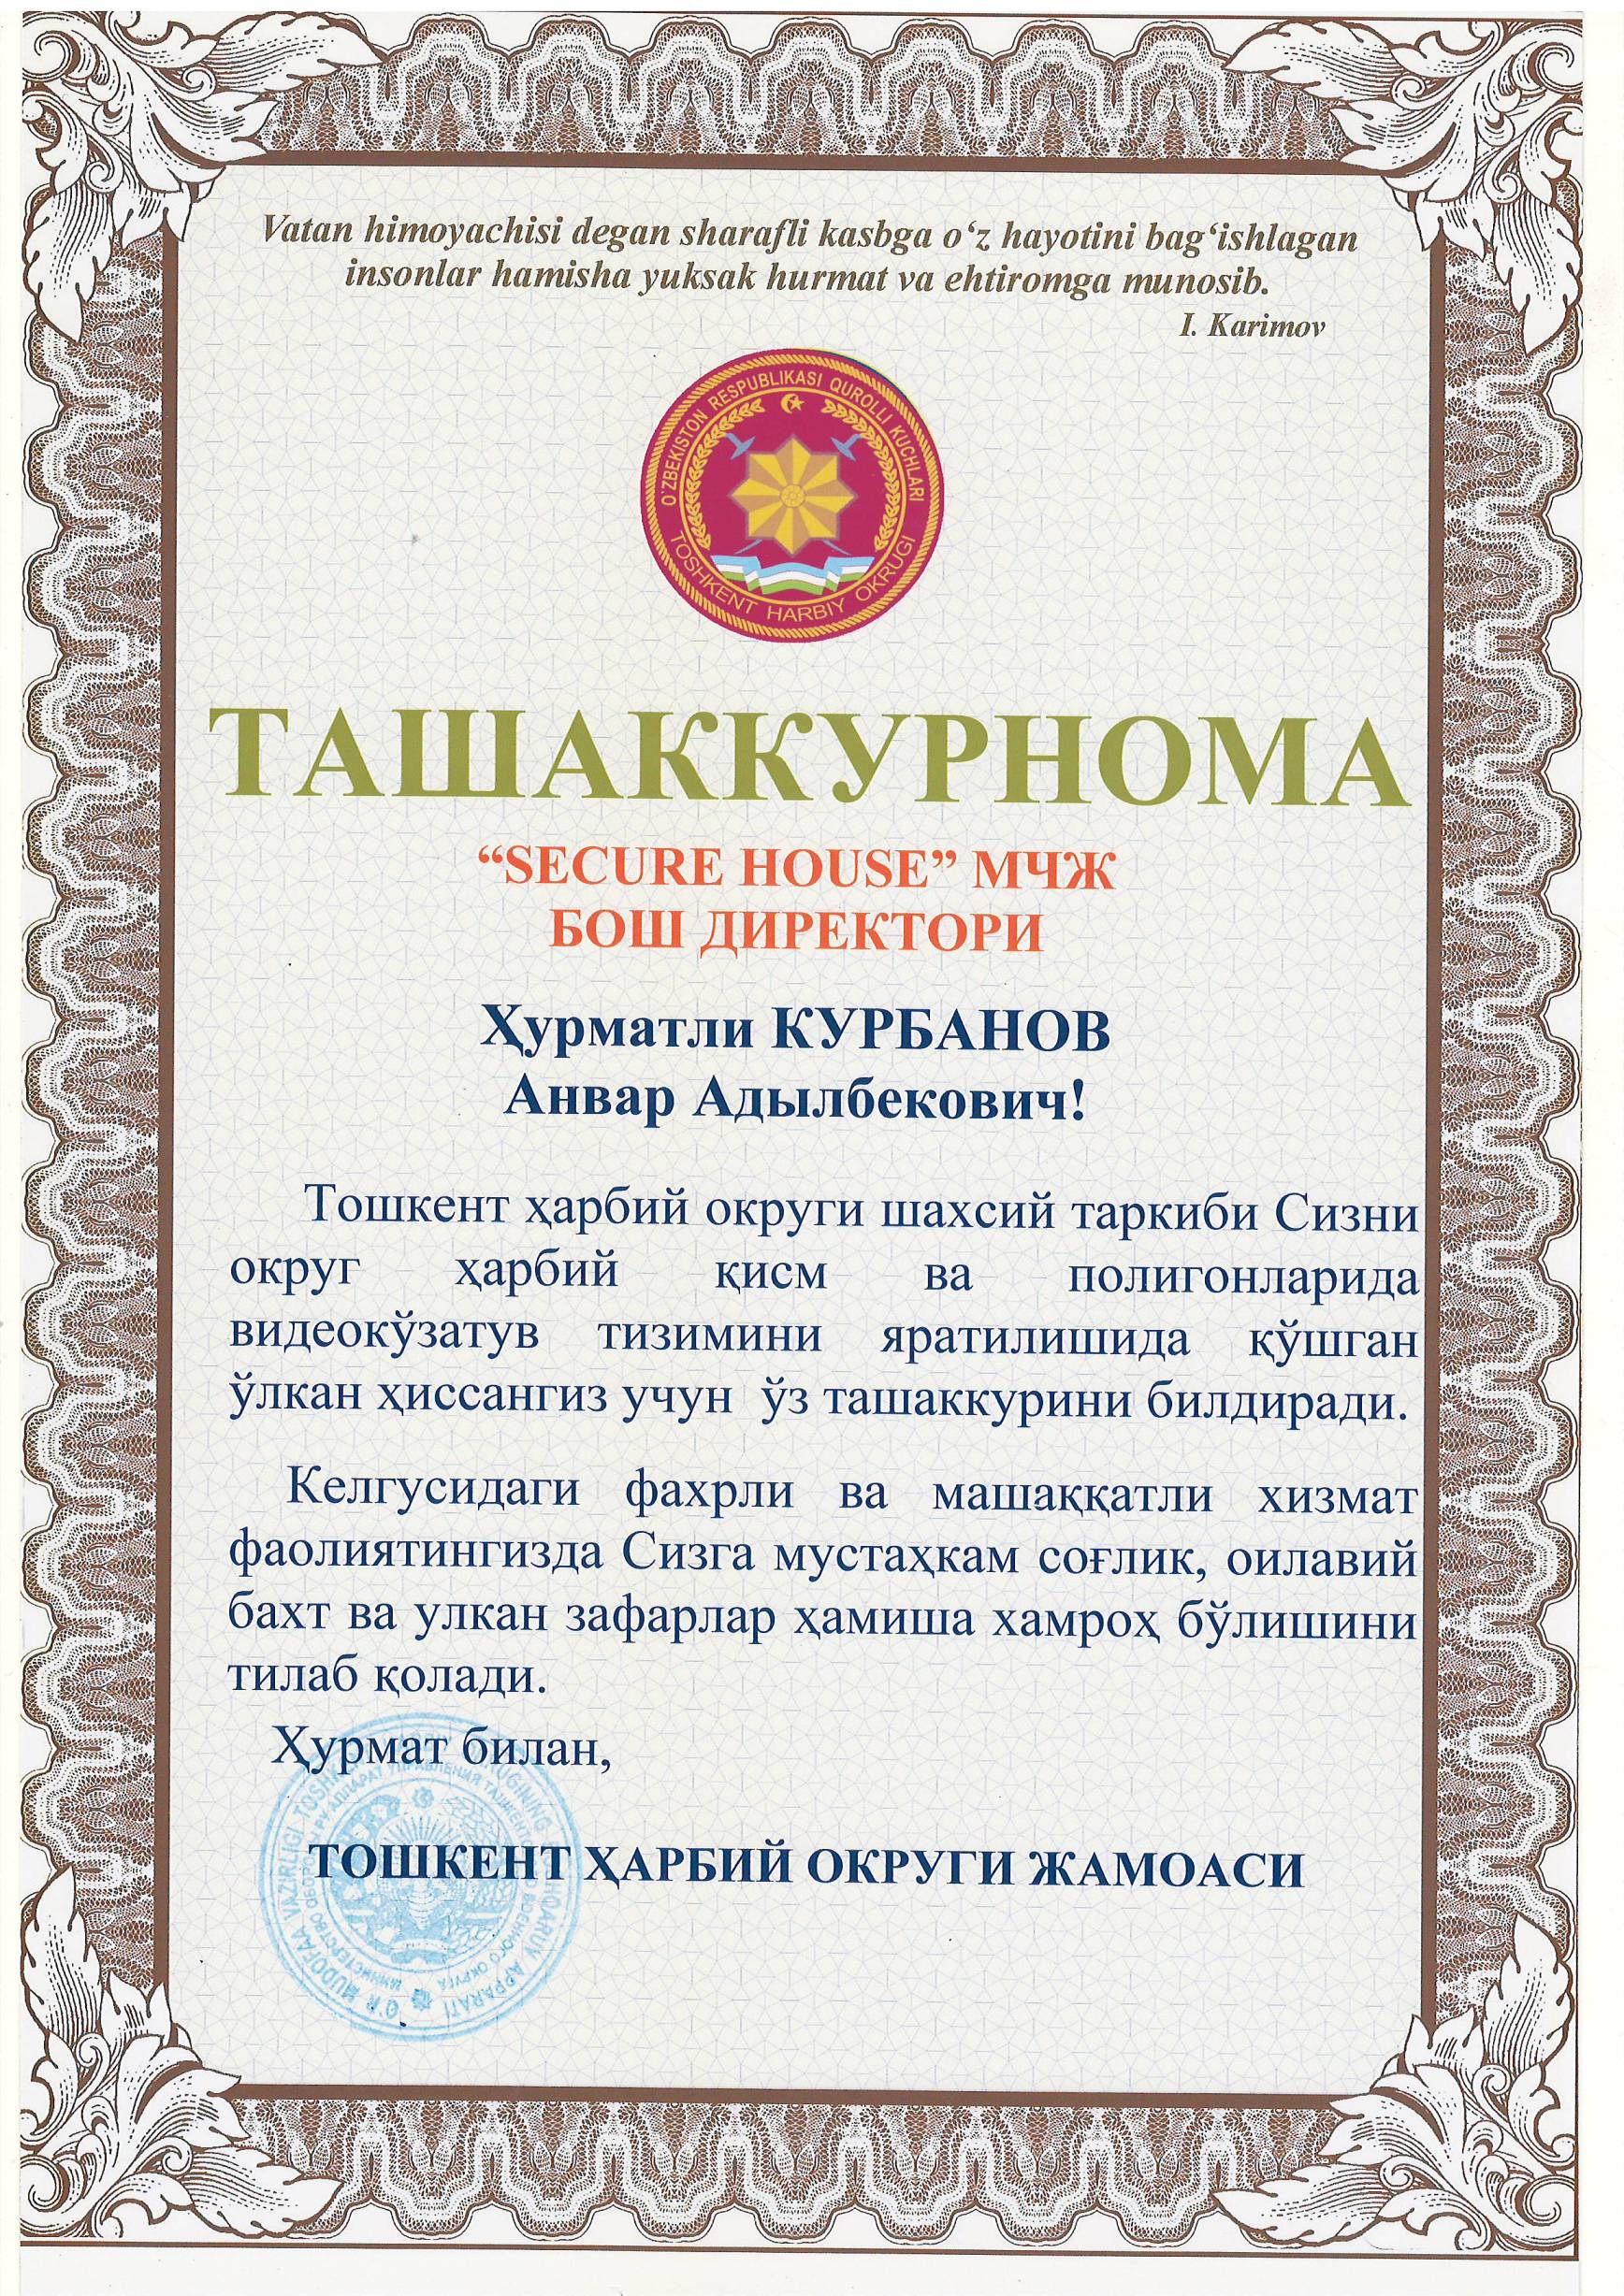 Vatan himoyachisi degan sharafli kasbga o‘z hayotini bag‘ishlagan
insonlar hamisha yuksak hurmat va ehtiromga munosib.
I. Karimov
O'ZBEKISTON RESPUBLIKASI QUROLLI KUCHLARI
TOSHKENT HARBIY OKRUGI
ТАШАККУРНОМА
“SECURE HOUSE” МЧЖ
БОШ ДИРЕКТОРИ
Ҳурматли КУРБАНОВ
Анвар Адылбекович!
Тошкент ҳарбий округи шахсий таркиби Сизни
округ ҳарбий қисм ва полигонларида
видеокўзатув тизимини яратилишида қўшган
ўлкан ҳиссангиз учун ўз ташаккурини билдиради.
Келгусидаги фахрли ва машаққатли хизмат
фаолиятингизда Сизга мустаҳкам соғлик, оилавий
бахт ва улкан зафарлар ҳамиша хамроҳ бўлишини
тилаб қолади.
Ҳурмат билан,
ТОШКЕНТ ҲАРБИЙ ОКРУГИ ЖАМОАСИ
O'R MUDOFAA VAZIRLIGI APPARATI